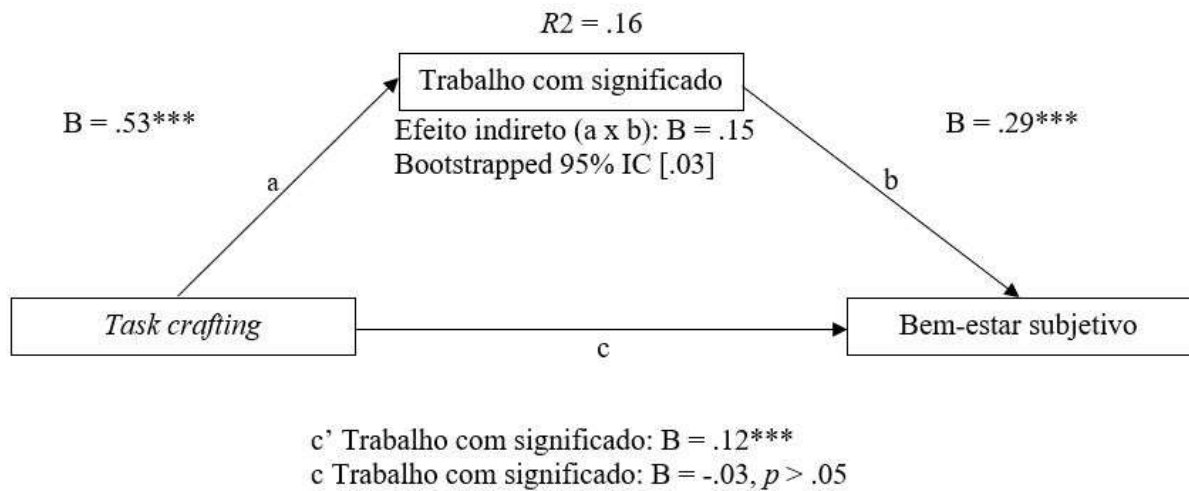 R2 = .16
Trabalho com significado
B = .53***
Efeito indireto (a x b): B = .15
Bootstrapped 95% IC [.03]
B = .29***
a
b
Task crafting
c
Bem-estar subjetivo
c’ Trabalho com significado: B = .12***
c Trabalho com significado: B = -.03, p > .05